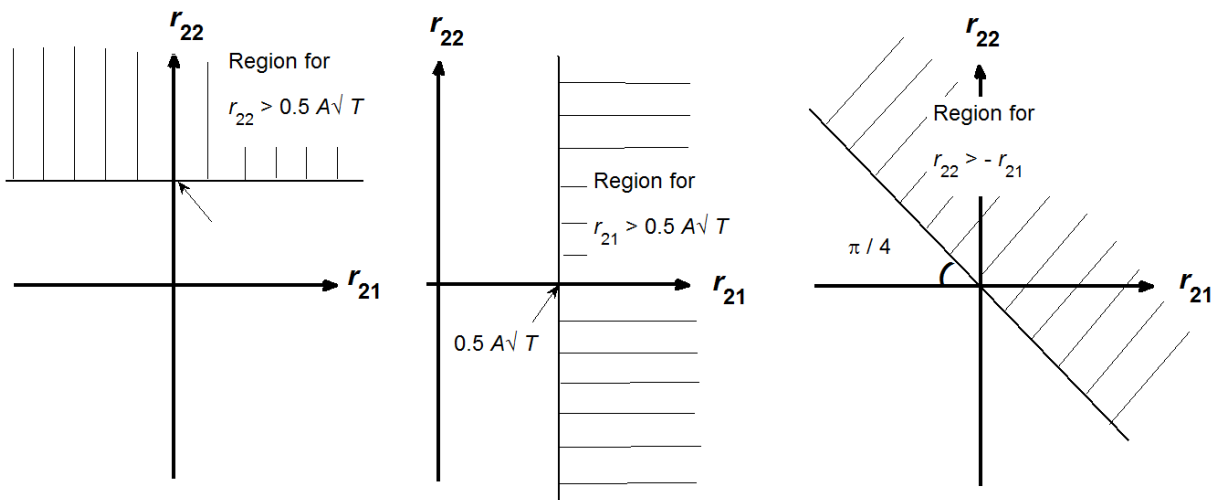 r22
Region for
r22 > 0.5 A√ T
r21
r22
Region for
r21 > 0.5 A√ T
r21
0.5 A√ T
r22
Region for
r22 > - r21
π / 4
r21